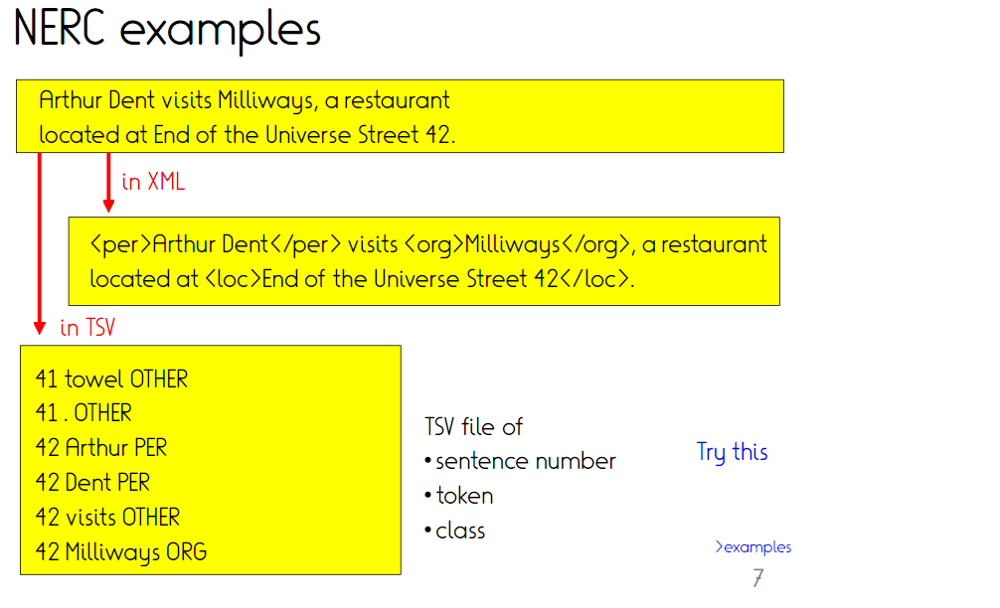 NERC examples
Arthur Dent visits Milliways, a restaurant
located at End of the Universe Street 42.
in XML
<per>Arthur Dent</per> visits <org>Milliways</org>, a restaurant
located at <loc>End of the Universe Street 42</loc>.
in TSV
41 towel OTHER
41 . OTHER
42 Arthur PER
42 Dent PER
42 visits OTHER
42 Milliways ORG
TSV file of
• sentence number
• token
• class
Try this
>examples
7